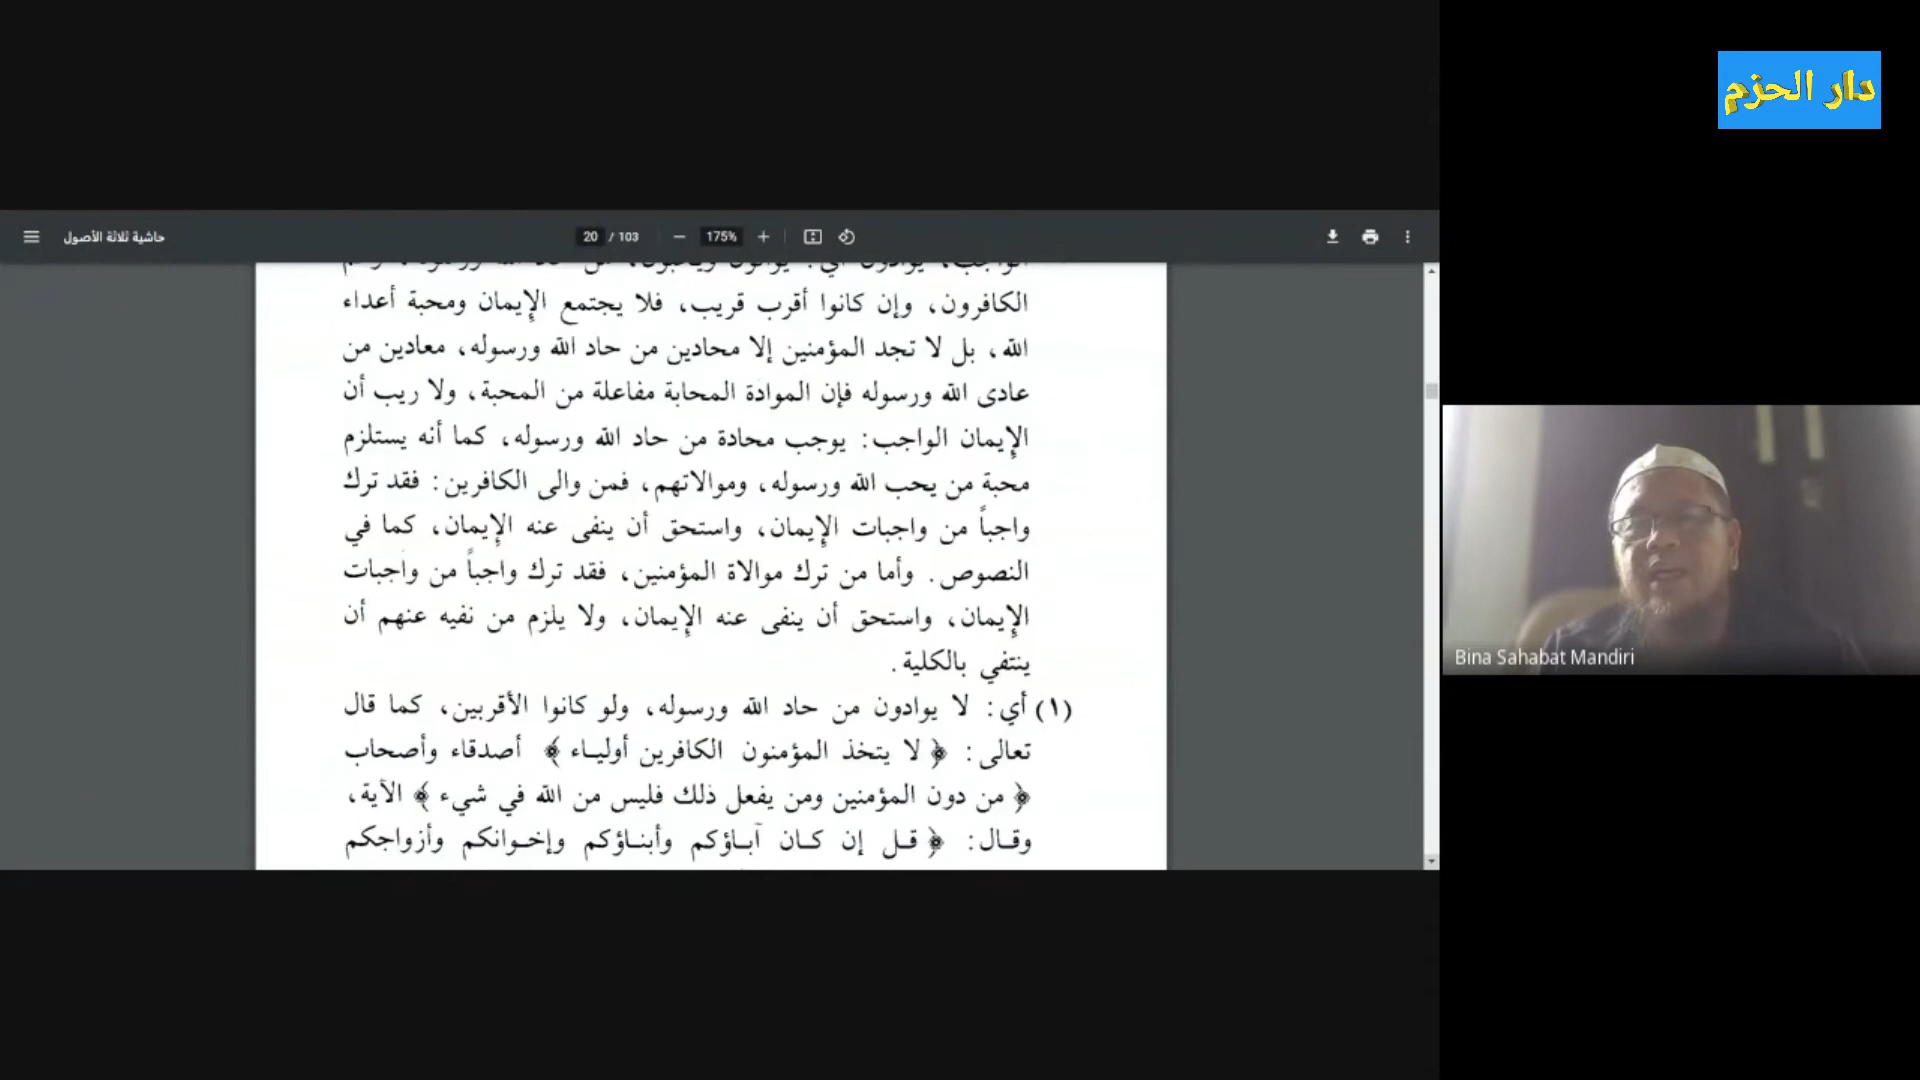 دار الحزم
حاشية ثلاثة الأصول
20 / 103
175%
الكافرون، وإن كانوا أقرب قريب، فلا يجتمع الإيمان ومحبة أعداء
الله، بل لا تجد المؤمنين إلا محادين من حاد الله ورسوله، معادين من
عادى الله ورسوله فإن الموادة المحابة مفاعلة من المحبة، ولا ريب أن
الإيمان الواجب: يوجب محادة من حاد الله ورسوله، كما أنه يستلزم
محبة من يحب الله ورسوله، وموالاتهم، فمن والى الكافرين: فقد ترك
واجباً من واجبات الإيمان، واستحق أن ينفى عنه الإيمان، كما في
النصوص. وأما من ترك موالاة المؤمنين، فقد ترك واجباً من واجبات
الإيمان، واستحق أن ينفى عنه الإيمان، ولا يلزم من نفيه عنهم أن
ينتفي بالكلية.
(١) أي: لا يوادون من حاد الله ورسوله، ولو كانوا الأقربين، كما قال
تعالى: ﴿ لا يتخذ المؤمنون الكافرين أولياء ﴾ أصدقاء وأصحاب
﴿ من دون المؤمنين ومن يفعل ذلك فليس من الله في شيء ﴾ الآية،
وقال: ﴿ قل إن كان آباؤكم وأبناؤكم وإخوانكم وأزواجكم
Bina Sahabat Mandiri